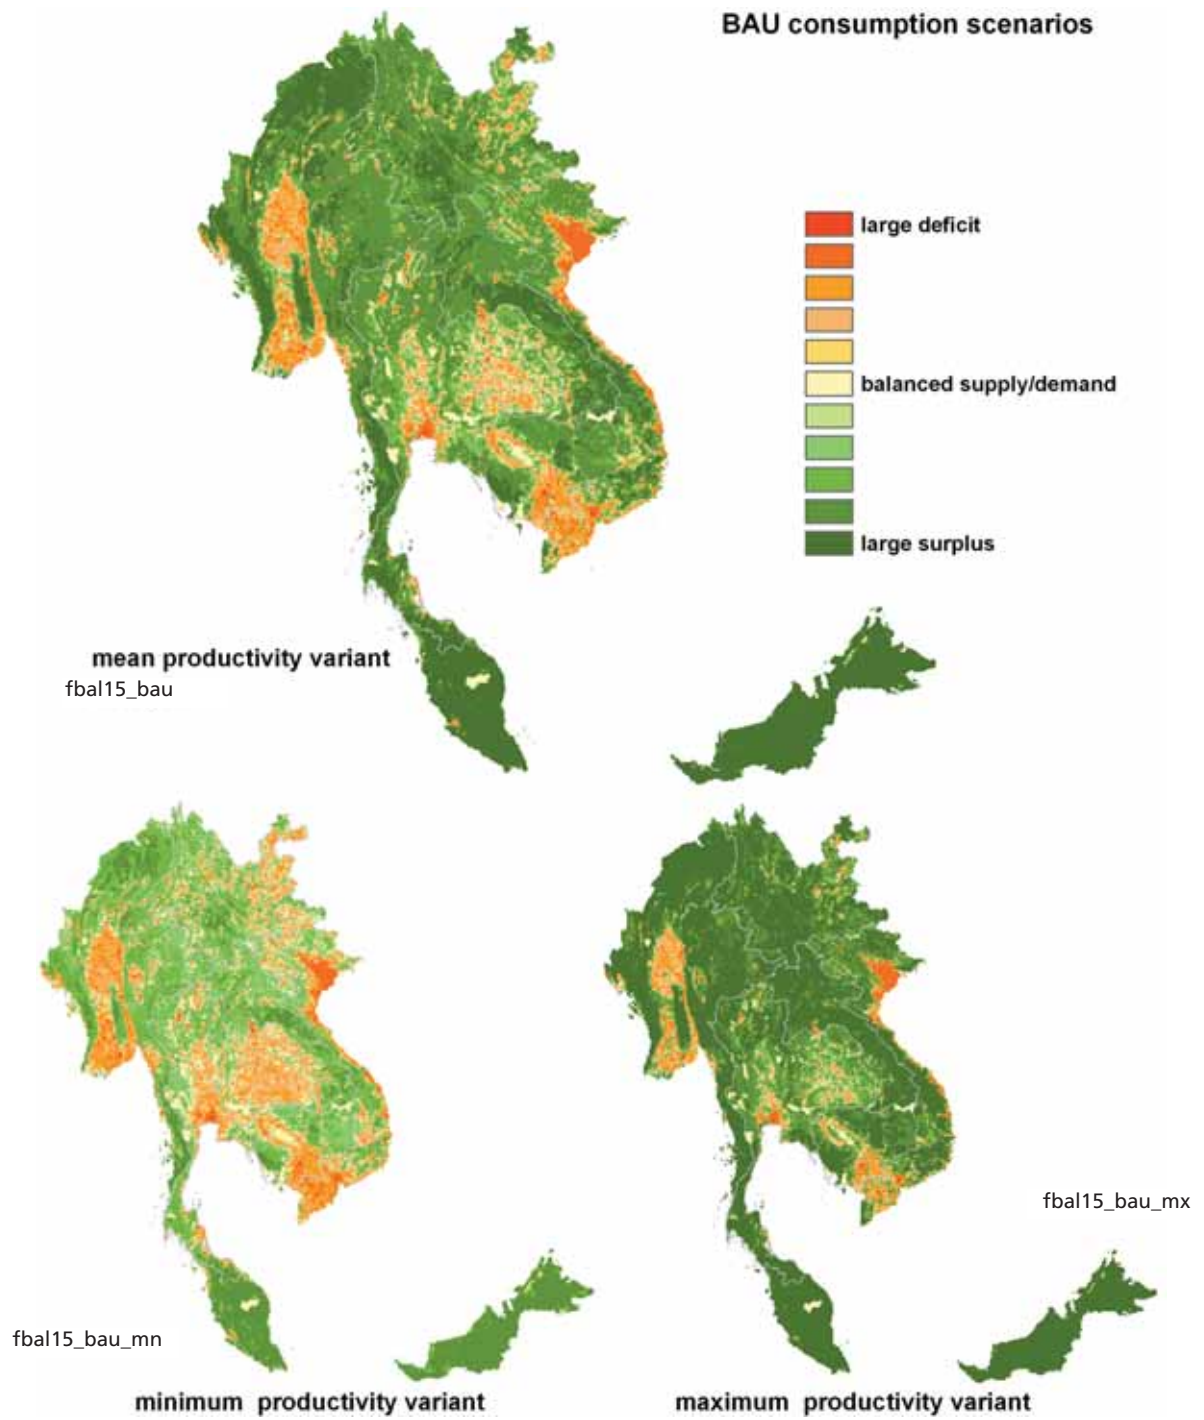 BAU consumption scenarios
large deficit
balanced supply/demand
large surplus
mean productivity variant
fbal15_bau
fbal15_bau_mx
fbal15_bau_mn
minimum productivity variant
maximum productivity variant